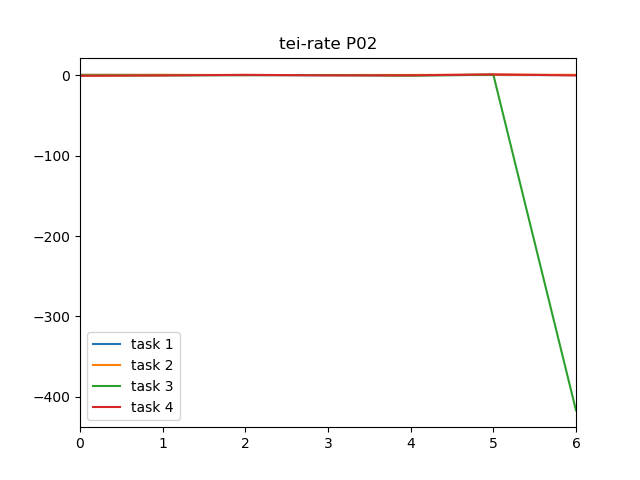 tei-rate P02
0
−100
−200
−300
−400
task 1
task 2
task 3
task 4
0 1 2 3 4 5 6